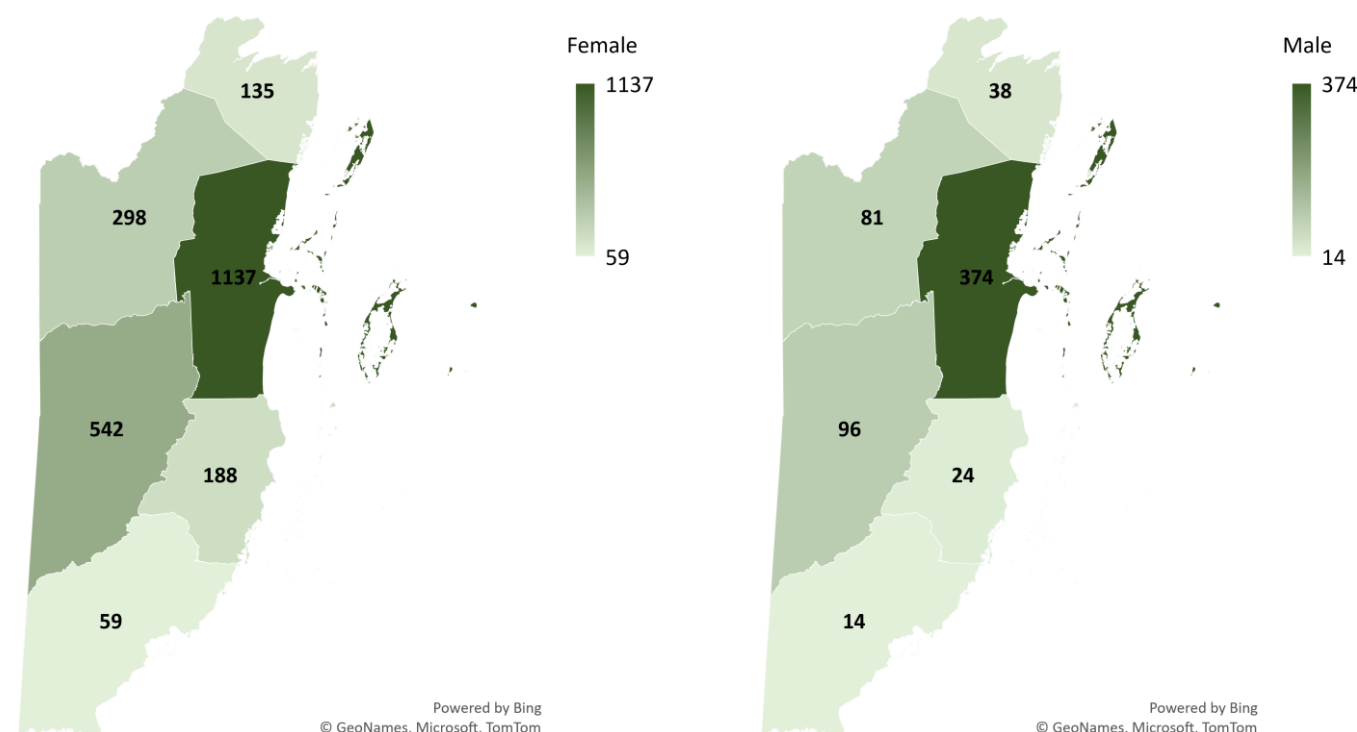 Female
1137
59
135
298
1137
542
188
59
Powered by Bing
© GeoNames, Microsoft, TomTom
Male
374
14
38
81
374
96
24
14
Powered by Bing
© GeoNames, Microsoft, TomTom